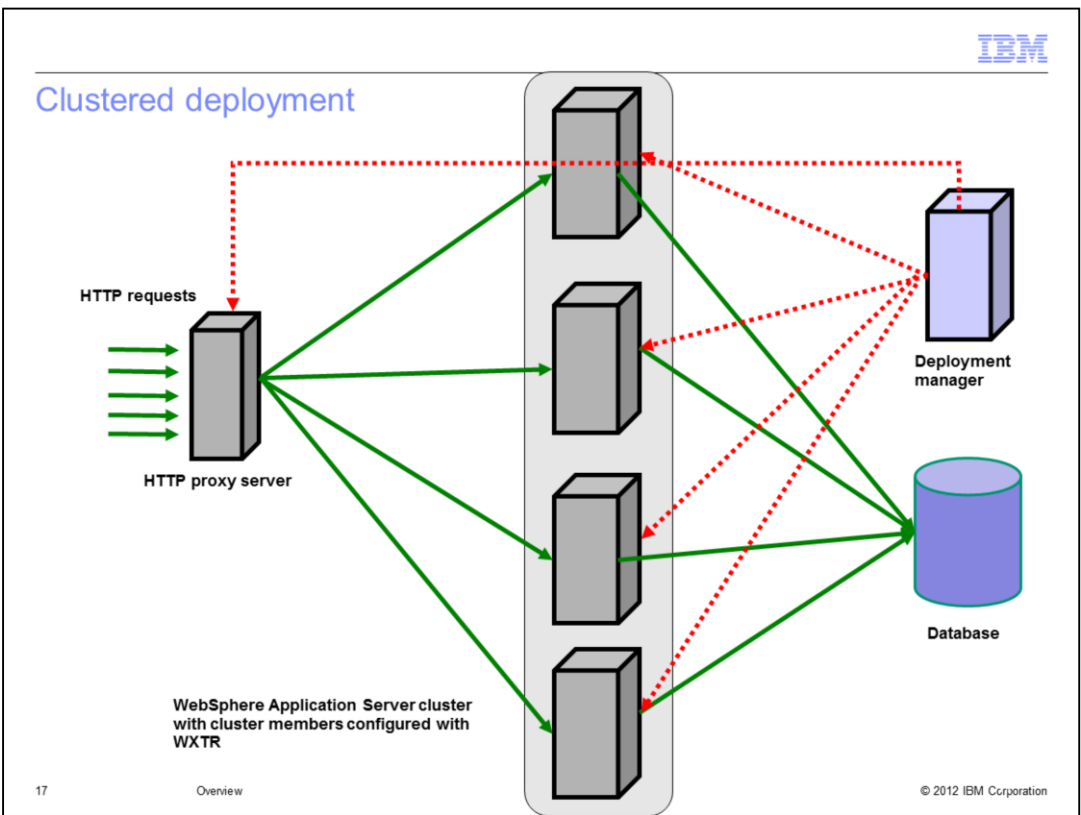 IBM
Clustered deployment
HTTP requests
HTTP proxy server
Deployment
manager
Database
WebSphere Application Server cluster
with cluster members configured with
WXTR
17
Overview
© 2012 IBM Corporation